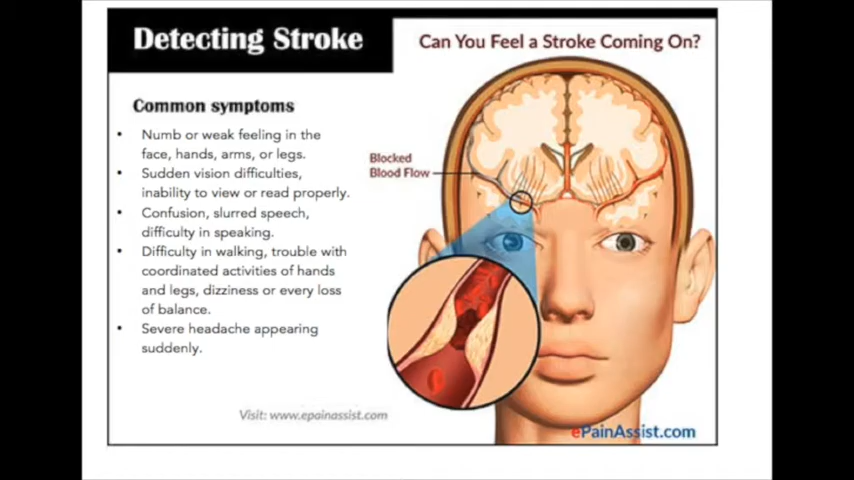 Detecting Stroke
Can You Feel a Stroke Coming On?
Common symptoms
• Numb or weak feeling in the
face, hands, arms, or legs.
• Sudden vision difficulties,
inability to view or read properly.
• Confusion, slurred speech,
difficulty in speaking.
• Difficulty in walking, trouble with
coordinated activities of hands
and legs, dizziness or every loss
of balance.
• Severe headache appearing
suddenly.
Blocked
Blood Flow
Visit: www.epainassist.com
ePainAssist.com